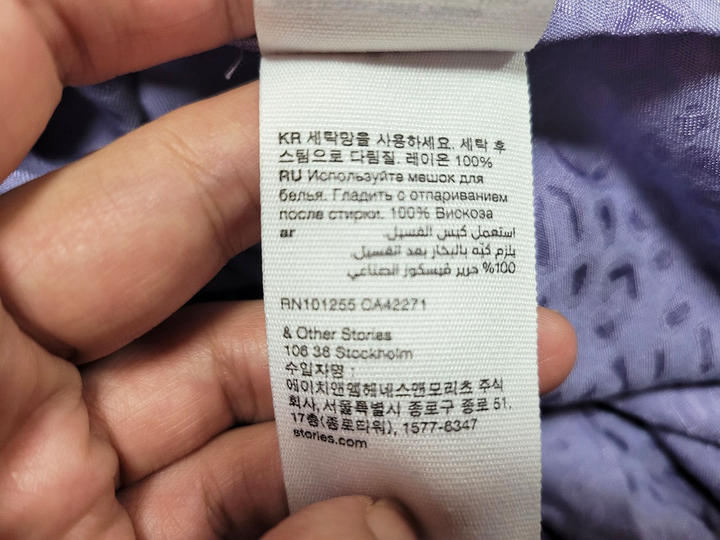 KR 세탁망을 사용하세요. 세탁 후
스팀으로 다림질. 레이온 100%
RU Используйте мешок для
белья. Гладить с отпариванием
после стирки. 100% Вискоза
ar استعمل كيس الغسيل.
يلزم كيّه بالبخار بعد الغسيل.
100% حرير فيسكوز الصناعي
RN101255 CA42271
& Other Stories
106 38 Stockholm
수입자명 :
에이치앤엠헤네스앤모리츠 주식
회사,서울특별시 종로구 종로 51,
17층(종로타워), 1577-6347
stories.com